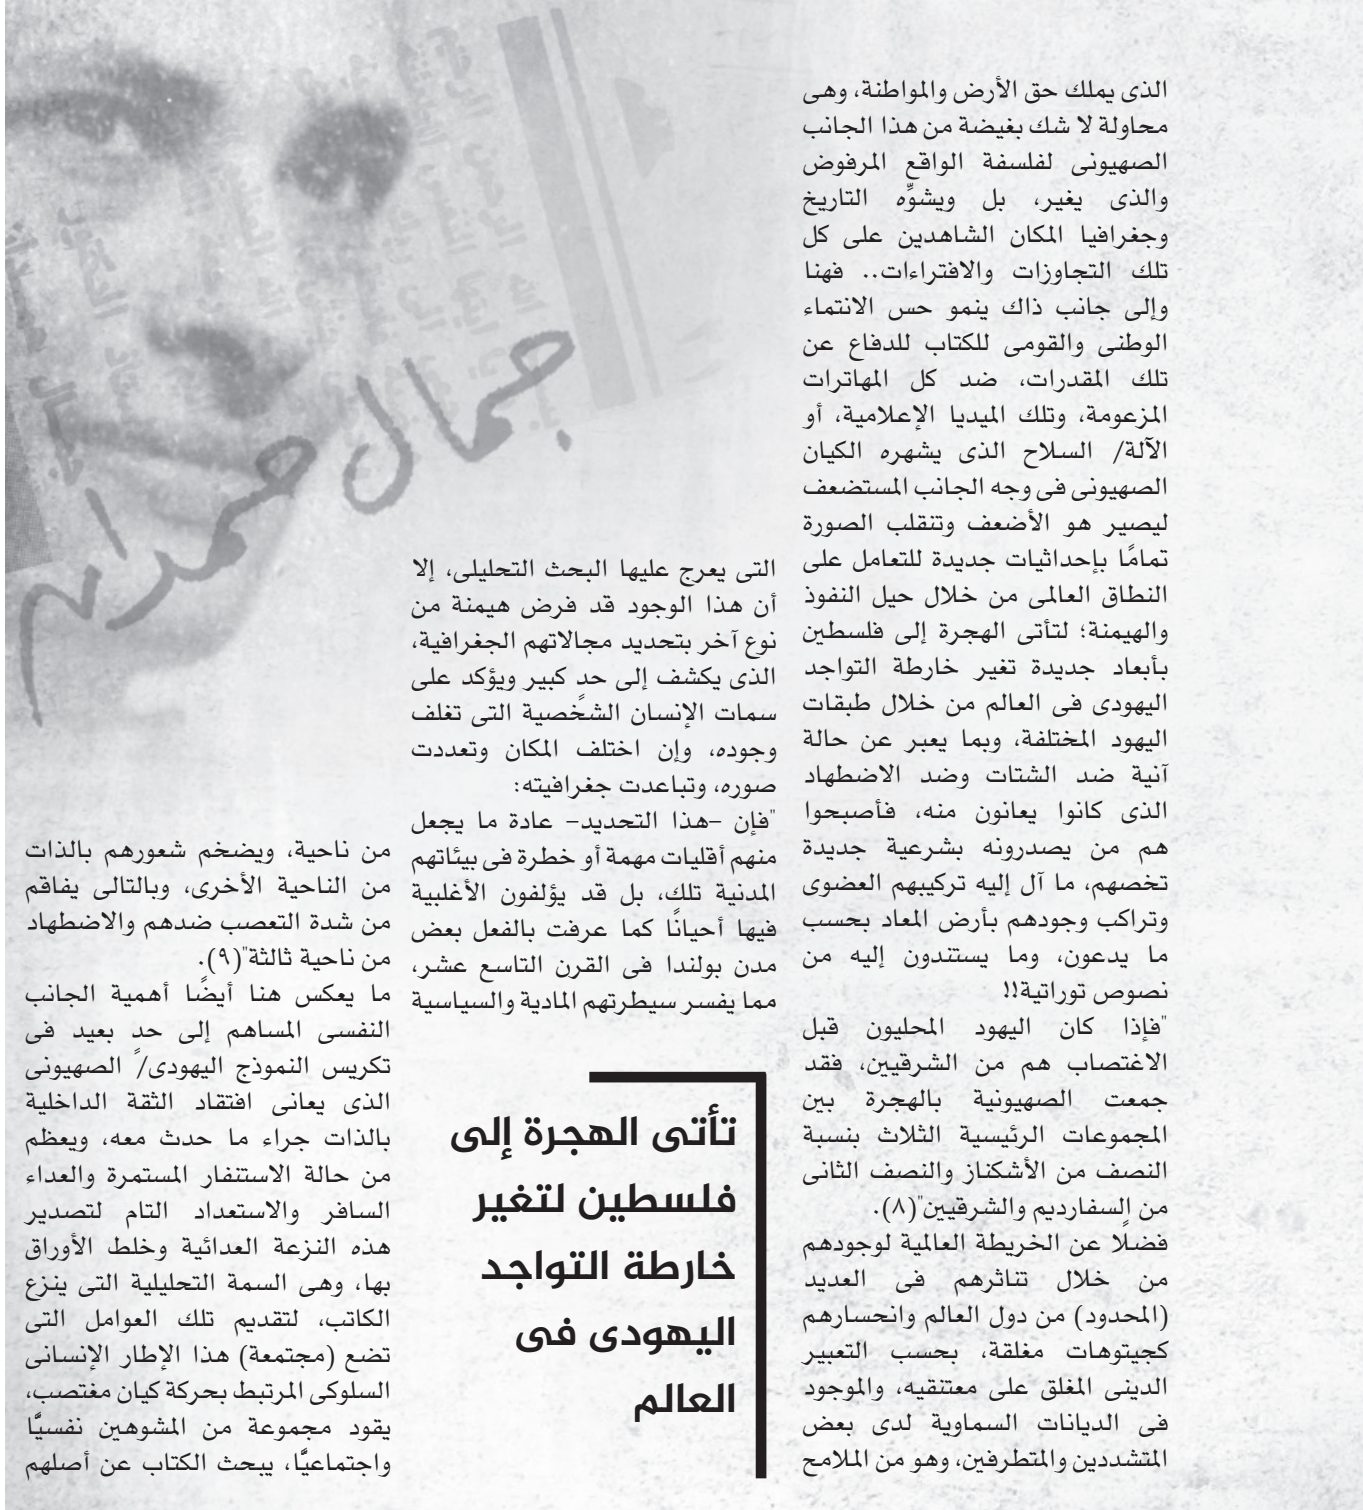 الذى يملك حق الأرض والمواطنة، وهى
محاولة لا شك بغيضة من هذا الجانب
الصهيونى لفلسفة الواقع المرفوض
والذى يغير، بل ويشوِّه التاريخ
وجغرافيا المكان الشاهدين على كل
تلك التجاوزات والافتراءات.. فهنا
وإلى جانب ذاك ينمو حس الانتماء
الوطنى والقومى للكتاب للدفاع عن
تلك المقدرات، ضد كل المهاترات
المزعومة، وتلك الميديا الإعلامية، أو
الآلة/ السلاح الذى يشهره الكيان
الصهيونى فى وجه الجانب المستضعف
ليصير هو الأضعف وتنقلب الصورة
تمامًا بإحداثيات جديدة للتعامل على
النطاق العالمى من خلال حيل النفوذ
والهيمنة؛ لتأتى الهجرة إلى فلسطين
بأبعاد جديدة تغير خارطة التواجد
اليهودى فى العالم من خلال طبقات
اليهود المختلفة، وبما يعبر عن حالة
آنية ضد الشتات وضد الاضطهاد
الذى كانوا يعانون منه، فأصبحوا
هم من يصدرونه بشرعية جديدة
تخصهم، ما آل إليه تركيبهم العضوى
وتراكب وجودهم بأرض المعاد بحسب
ما يدعون، وما يستندون إليه من
نصوص توراتية!!
"فإذا كان اليهود المحليون قبل
الاغتصاب هم من الشرقيين، فقد
جمعت الصهيونية بالهجرة بين
المجموعات الرئيسية الثلاث بنسبة
النصف من الأشكناز والنصف الثانى
من السفارديم والشرقيين"(٨).
فضلًا عن الخريطة العالمية لوجودهم
من خلال تناثرهم فى العديد
(المحدود) من دول العالم وانحسارهم
كجيتوهات مغلقة، بحسب التعبير
الدينى المغلق على معتنقيه، والموجود
فى الديانات السماوية لدى بعض
المتشددين والمتطرفين، وهو من الملامح
التى يعرج عليها البحث التحليلى، إلا
أن هذا الوجود قد فرض هيمنة من
نوع آخر بتحديد مجالاتهم الجغرافية،
الذى يكشف إلى حدٍ كبير ويؤكد على
سمات الإنسان الشخصية التى تغلف
وجوده، وإن اختلف المكان وتعددت
صوره، وتباعدت جغرافيته:
"فإن –هذا التحديد– عادة ما يجعل
منهم أقليات مهمة أو خطرة فى بيئاتهم
المدنية تلك، بل قد يؤلفون الأغلبية
فيها أحيانًا كما عرفت بالفعل بعض
مدن بولندا فى القرن التاسع عشر،
مما يفسر سيطرتهم المادية والسياسية
من ناحية، ويضخم شعورهم بالذات
من الناحية الأخرى، وبالتالى يفاقم
من شدة التعصب ضدهم والاضطهاد
من ناحية ثالثة"(٩).
ما يعكس هنا أيضًا أهمية الجانب
النفسى المساهم إلى حدٍ بعيد فى
تكريس النموذج اليهودى/ الصهيونى
الذى يعانى افتقاد الثقة الداخلية
بالذات جراء ما حدث معه، ويعظم
من حالة الاستنفار المستمرة والعداء
السافر والاستعداد التام لتصدير
هذه النزعة العدائية وخلط الأوراق
بها، وهى السمة التحليلية التى ينزع
الكاتب، لتقديم تلك العوامل التى
تضع (مجتمعة) هذا الإطار الإنسانى
السلوكى المرتبط بحركة كيان مغتصب،
يقود مجموعة من المشوهين نفسيًّا
واجتماعيًّا، يبحث الكتاب عن أصلهم
تأتى الهجرة إلى
فلسطين لتغير
خارطة التواجد
اليهودى فى
العالم
جمال حمدان